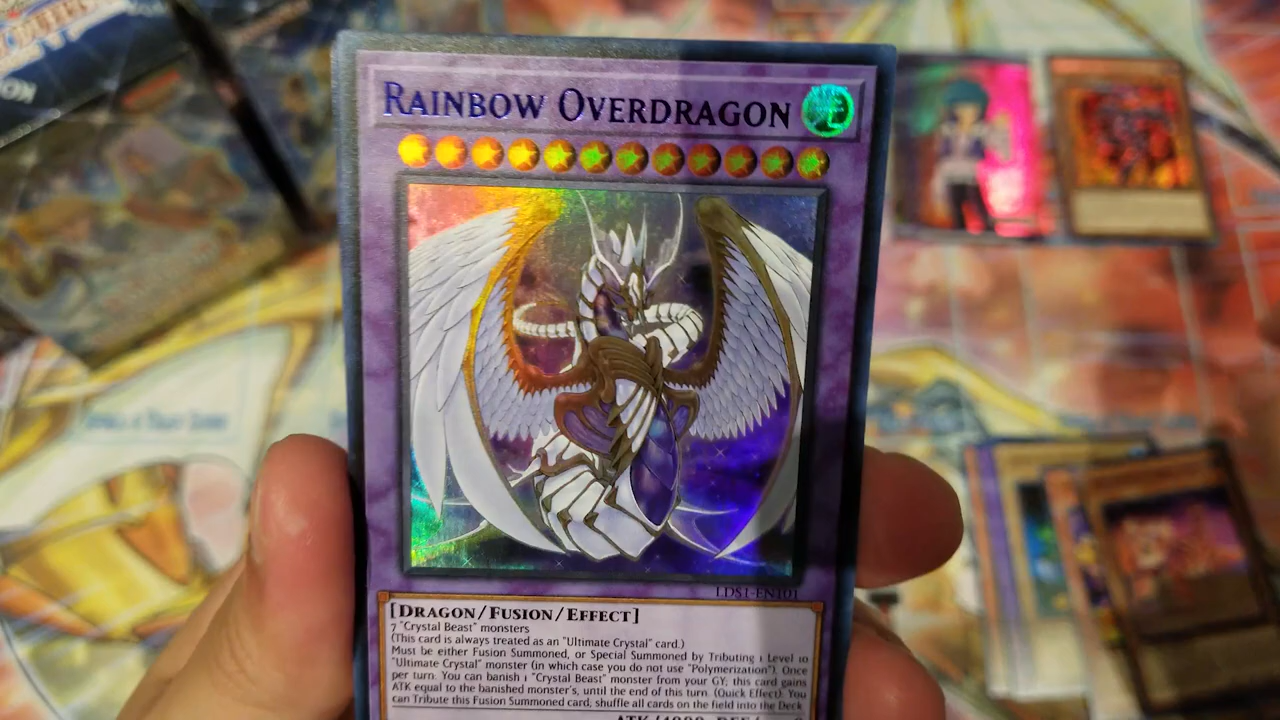 RAINBOW OVERDRAGON
LDS1-EN101
[DRAGON/FUSION/EFFECT]
7 "Crystal Beast" monsters
(This card is always treated as an "Ultimate Crystal" card.)
Must be either Fusion Summoned, or Special Summoned by Tributing 1 Level 10
"Ultimate Crystal" monster (in which case you do not use "Polymerization"). Once
per turn: You can banish 1 "Crystal Beast" monster from your GY; this card gains
ATK equal to the banished monster's, until the end of this turn. (Quick Effect): You
can Tribute this Fusion Summoned card; shuffle all cards on the field into the Deck